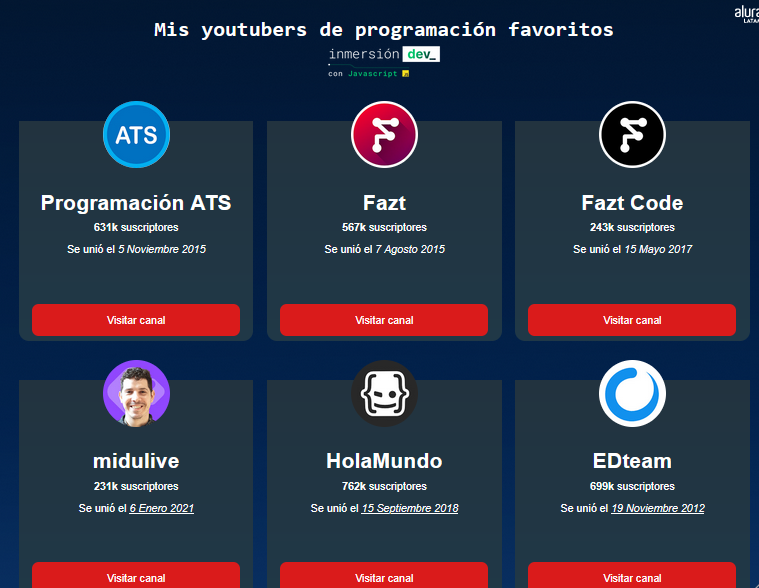 alura
LATAM
Mis youtubers de programación favoritos
inmersión dev_
con Javascript
ATS
Programación ATS
631k suscriptores
Se unió el 5 Noviembre 2015
Visitar canal
Fazt
567k suscriptores
Se unió el 7 Agosto 2015
Visitar canal
Fazt Code
243k suscriptores
Se unió el 15 Mayo 2017
Visitar canal
midulive
231k suscriptores
Se unió el 6 Enero 2021
Visitar canal
HolaMundo
762k suscriptores
Se unió el 15 Septiembre 2018
Visitar canal
EDteam
699k suscriptores
Se unió el 19 Noviembre 2012
Visitar canal